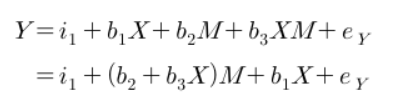 Y = i₁ + b₁X + b₂M + b₃XM + e_Y
= i₁ + (b₂ + b₃X)M + b₁X + e_Y